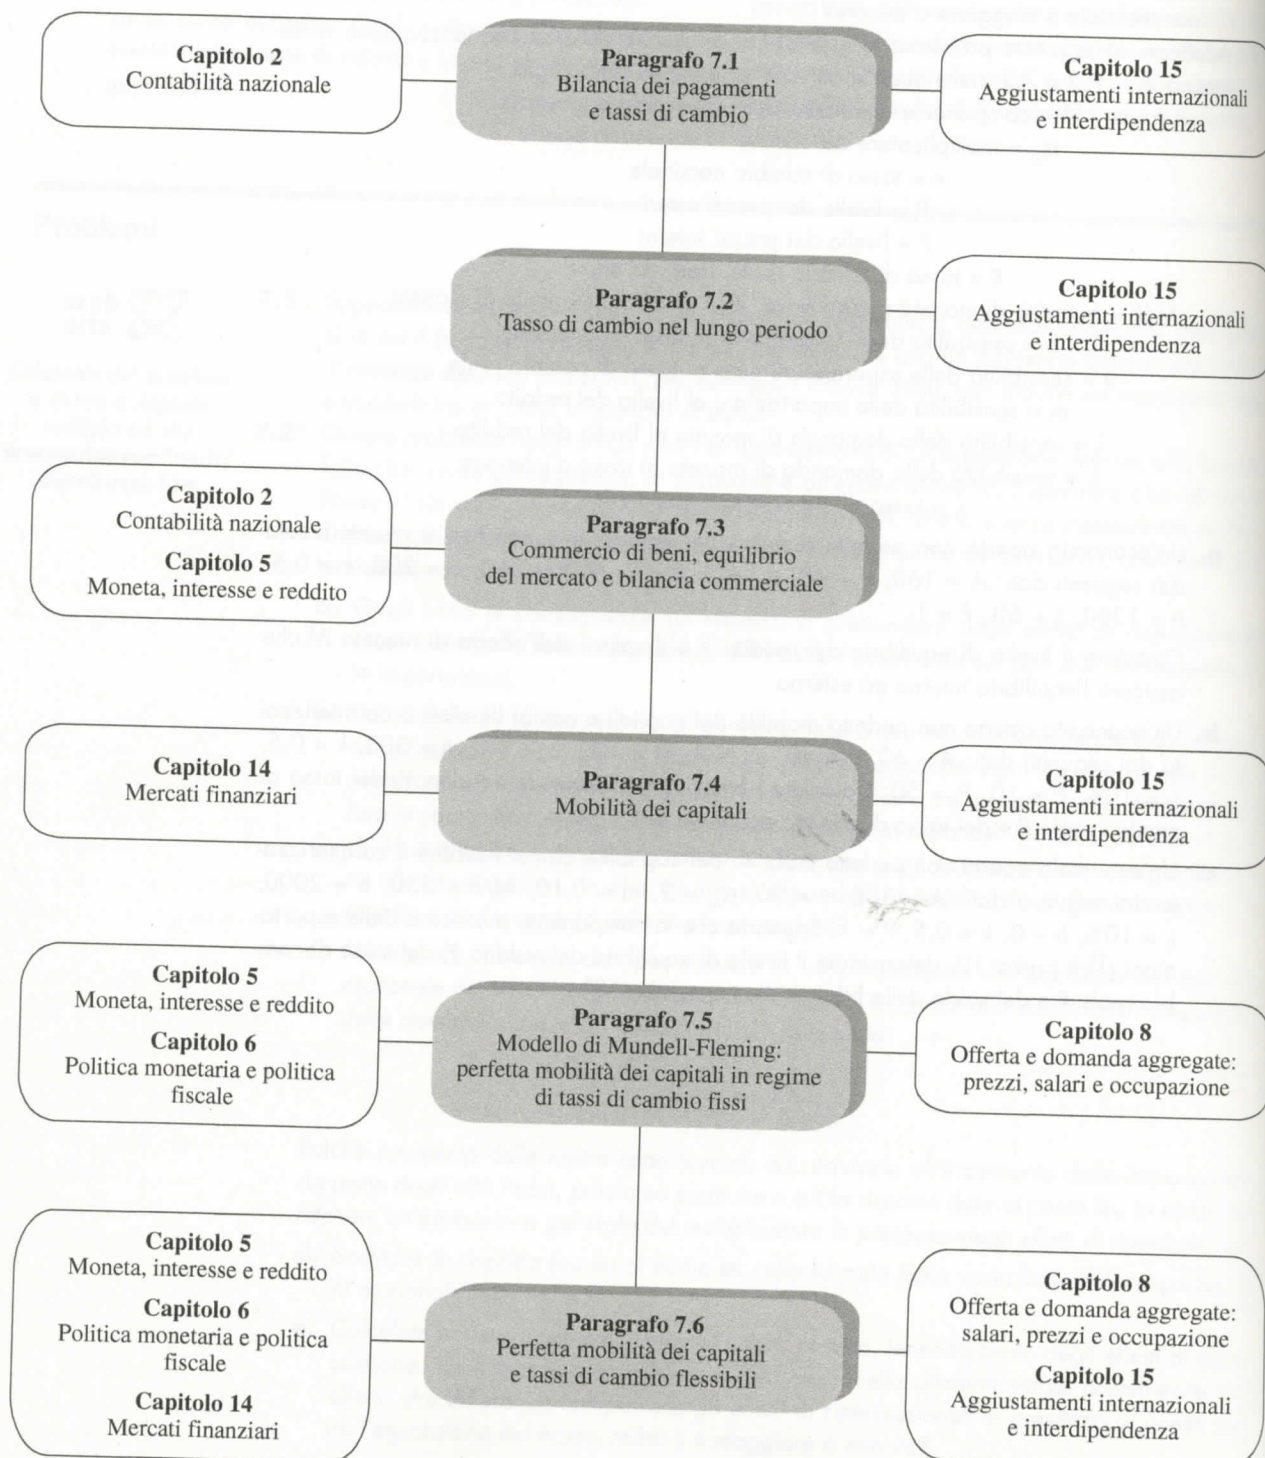 Capitolo 2
Contabilità nazionale
Paragrafo 7.1
Bilancia dei pagamenti
e tassi di cambio
Capitolo 15
Aggiustamenti internazionali
e interdipendenza
Paragrafo 7.2
Tasso di cambio nel lungo periodo
Capitolo 15
Aggiustamenti internazionali
e interdipendenza
Capitolo 2
Contabilità nazionale
Capitolo 5
Moneta, interesse e reddito
Paragrafo 7.3
Commercio di beni, equilibrio
del mercato e bilancia commerciale
Capitolo 14
Mercati finanziari
Paragrafo 7.4
Mobilità dei capitali
Capitolo 15
Aggiustamenti internazionali
e interdipendenza
Capitolo 5
Moneta, interesse e reddito
Capitolo 6
Politica monetaria e politica
fiscale
Paragrafo 7.5
Modello di Mundell-Fleming:
perfetta mobilità dei capitali in regime
di tassi di cambio fissi
Capitolo 8
Offerta e domanda aggregate:
prezzi, salari e occupazione
Capitolo 5
Moneta, interesse e reddito
Capitolo 6
Politica monetaria e politica
fiscale
Capitolo 14
Mercati finanziari
Paragrafo 7.6
Perfetta mobilità dei capitali
e tassi di cambio flessibili
Capitolo 8
Offerta e domanda aggregate:
salari, prezzi e occupazione
Capitolo 15
Aggiustamenti internazionali
e interdipendenza